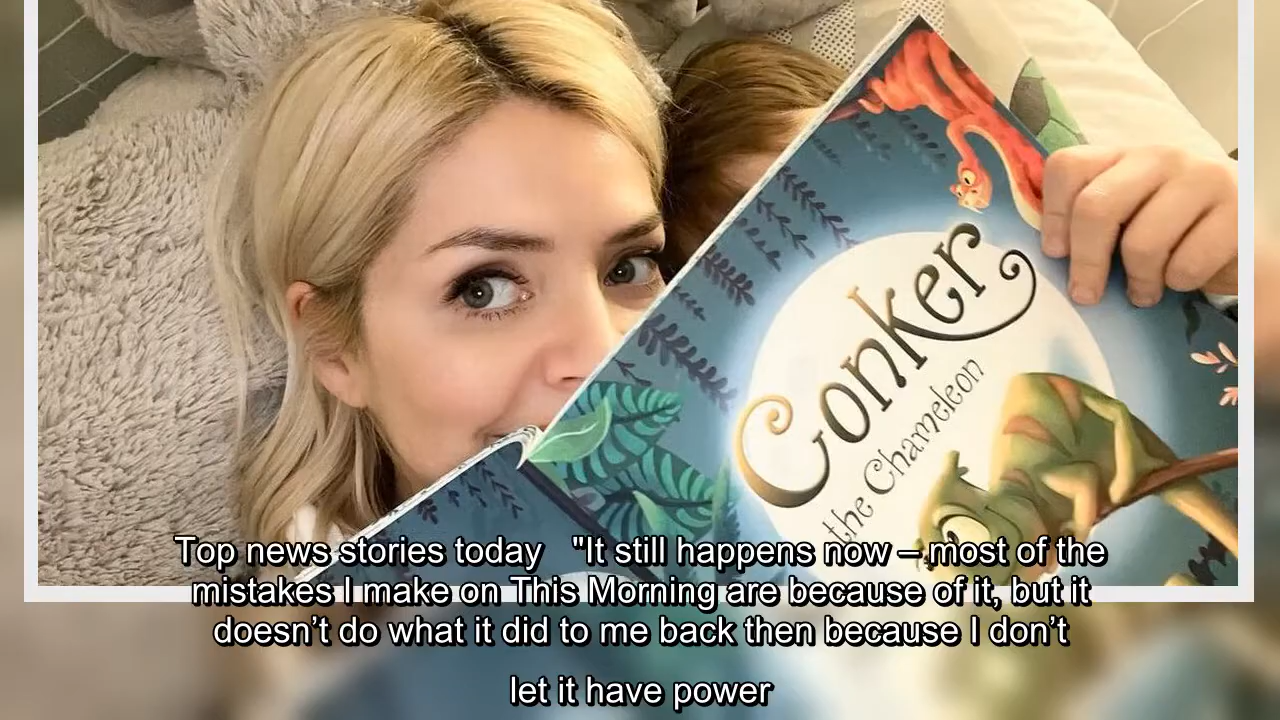 Conker
the Chameleon
Top news stories today "It still happens now – most of the
mistakes I make on This Morning are because of it, but it
doesn’t do what it did to me back then because I don’t
let it have power